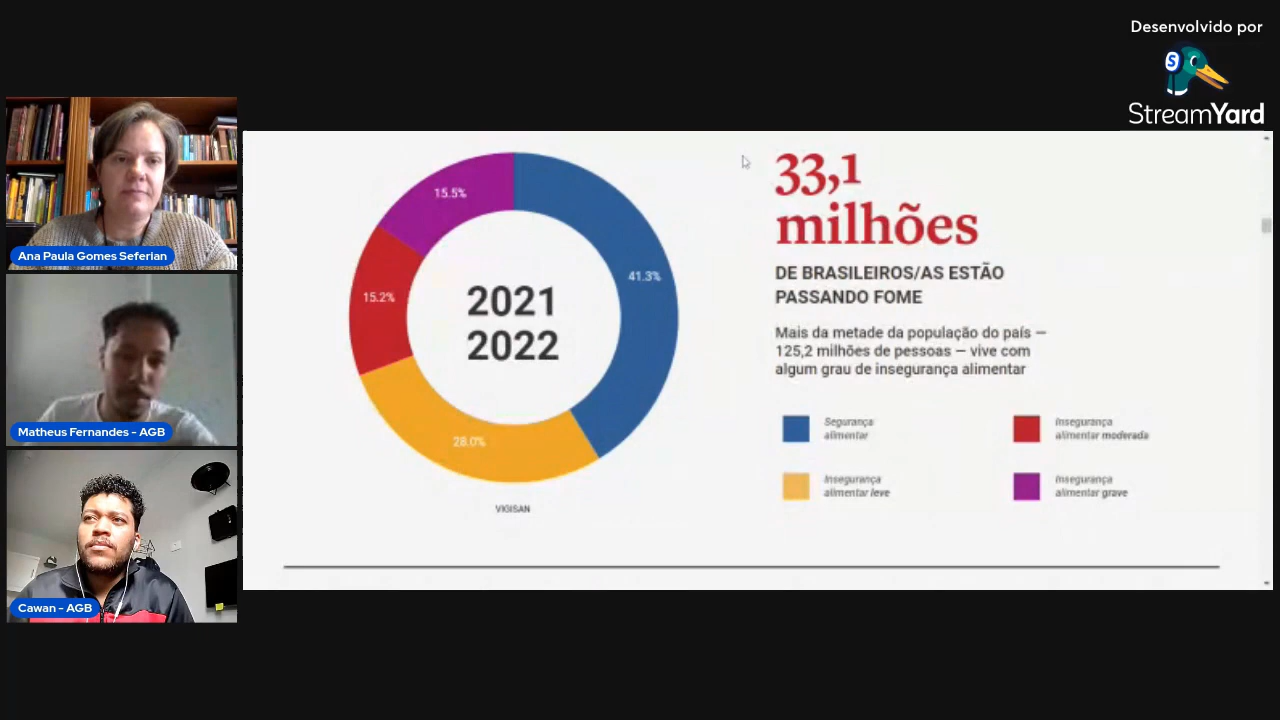 Desenvolvido por
S
StreamYard
Ana Paula Gomes Seferian
Matheus Fernandes - AGB
Cawan - AGB
15.5%
41.3%
15.2%
28.0%
2021
2022
VIGISAN
33,1
milhões
DE BRASILEIROS/AS ESTÃO
PASSANDO FOME
Mais da metade da população do país —
125,2 milhões de pessoas — vive com
algum grau de insegurança alimentar
Segurança
alimentar
Insegurança
alimentar moderada
Insegurança
alimentar leve
Insegurança
alimentar grave